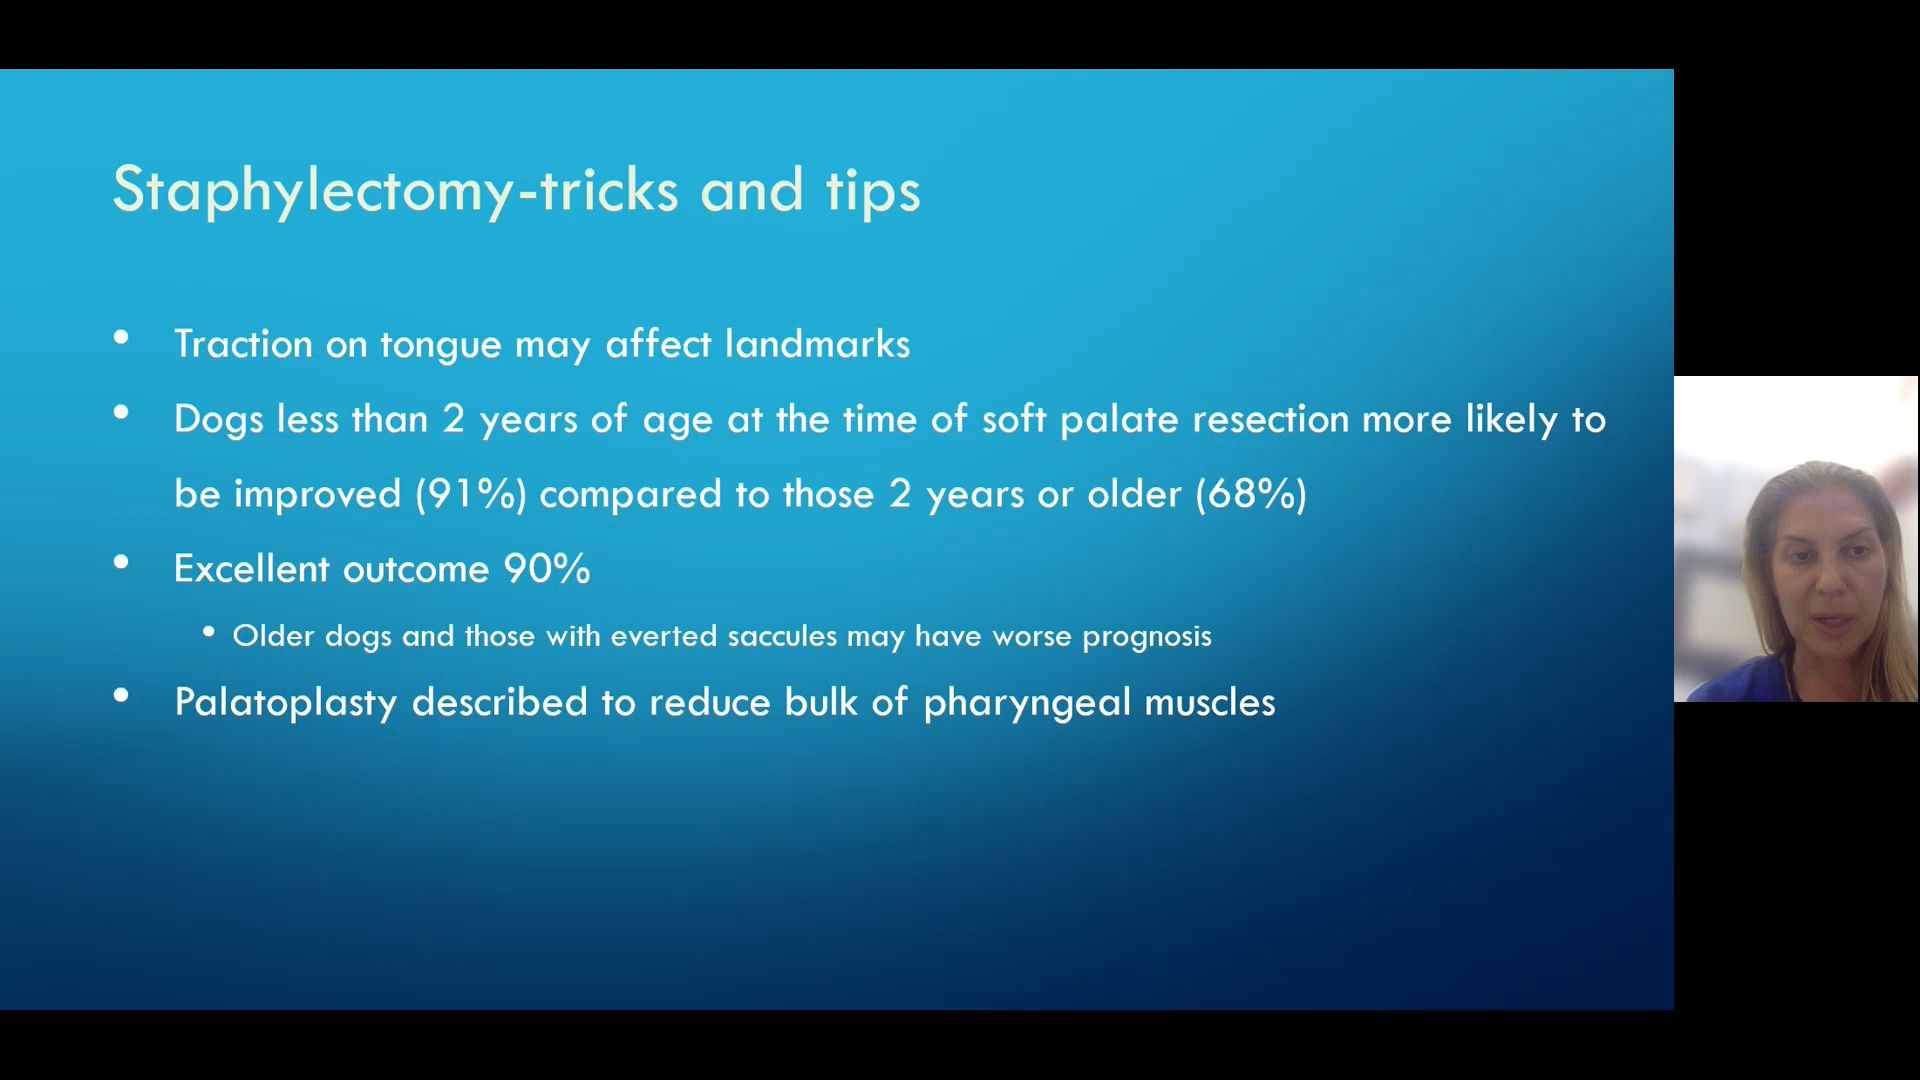 Staphylectomy-tricks and tips
• Traction on tongue may affect landmarks
• Dogs less than 2 years of age at the time of soft palate resection more likely to
be improved (91%) compared to those 2 years or older (68%)
• Excellent outcome 90%
• Older dogs and those with everted saccules may have worse prognosis
• Palatoplasty described to reduce bulk of pharyngeal muscles